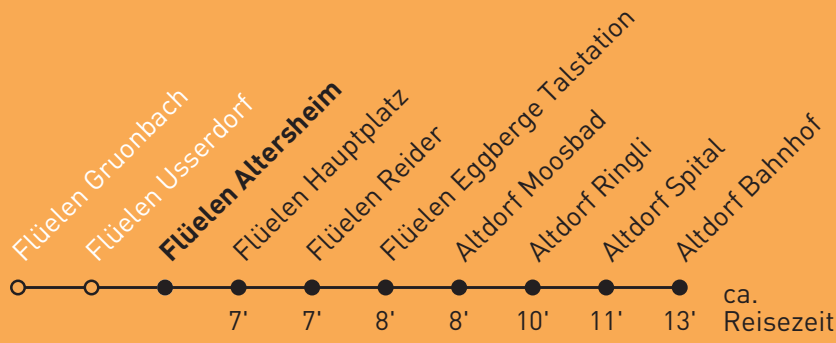 Flüelen Gruonbach
Flüelen Usserdorf
Flüelen Altersheim
Flüelen Hauptplatz
Flüelen Reider
Flüelen Eggberge Talstation
Altdorf Moosbad
Altdorf Ringli
Altdorf Spital
Altdorf Bahnhof
7' 7' 8' 8' 10' 11' 13'
ca.
Reisezeit